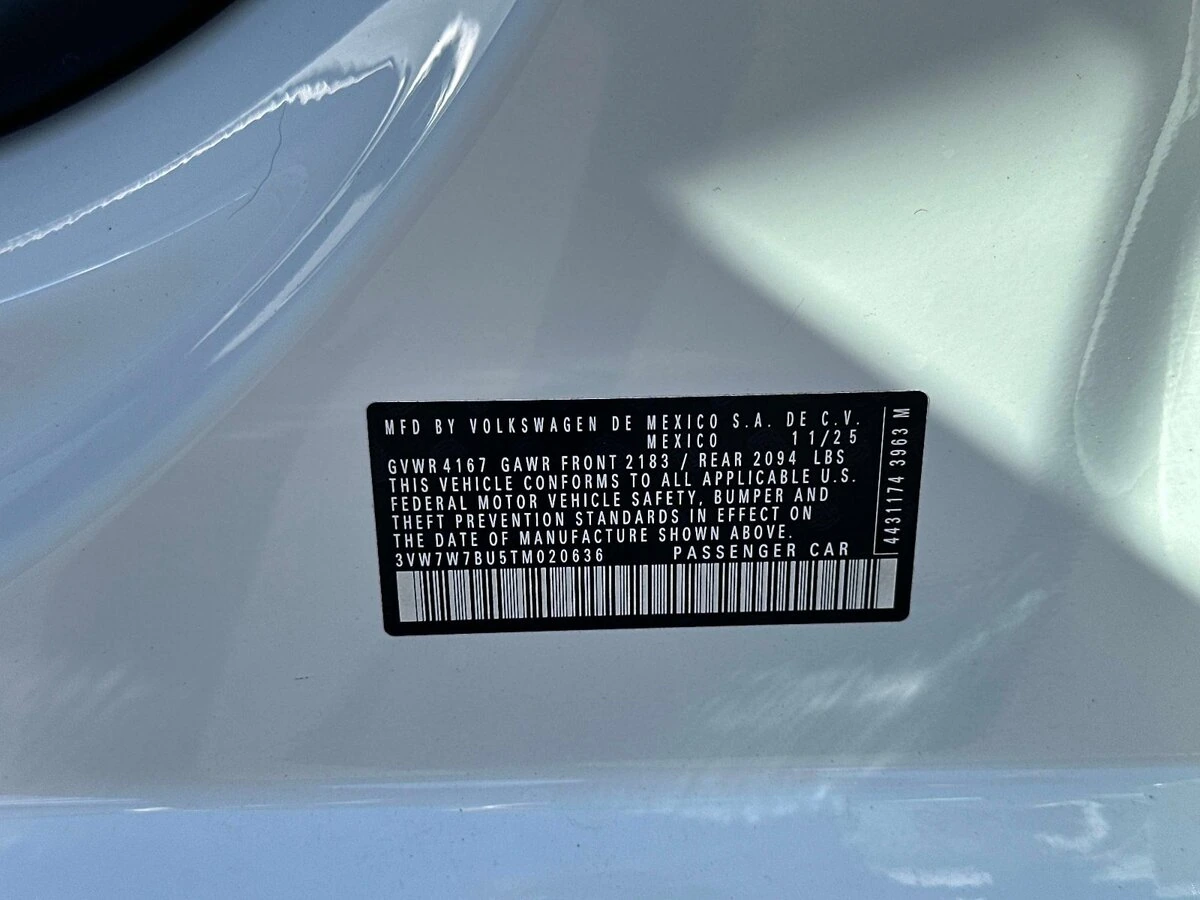 MFD BY VOLKSWAGEN DE MEXICO S.A. DE C.V.
MEXICO 11/25
GVWR 4167 GAWR FRONT 2183 / REAR 2094 LBS
THIS VEHICLE CONFORMS TO ALL APPLICABLE U.S.
FEDERAL MOTOR VEHICLE SAFETY, BUMPER AND
THEFT PREVENTION STANDARDS IN EFFECT ON
THE DATE OF MANUFACTURE SHOWN ABOVE.
3VW7W7BU5TM020636 PASSENGER CAR
4431174 3963 M